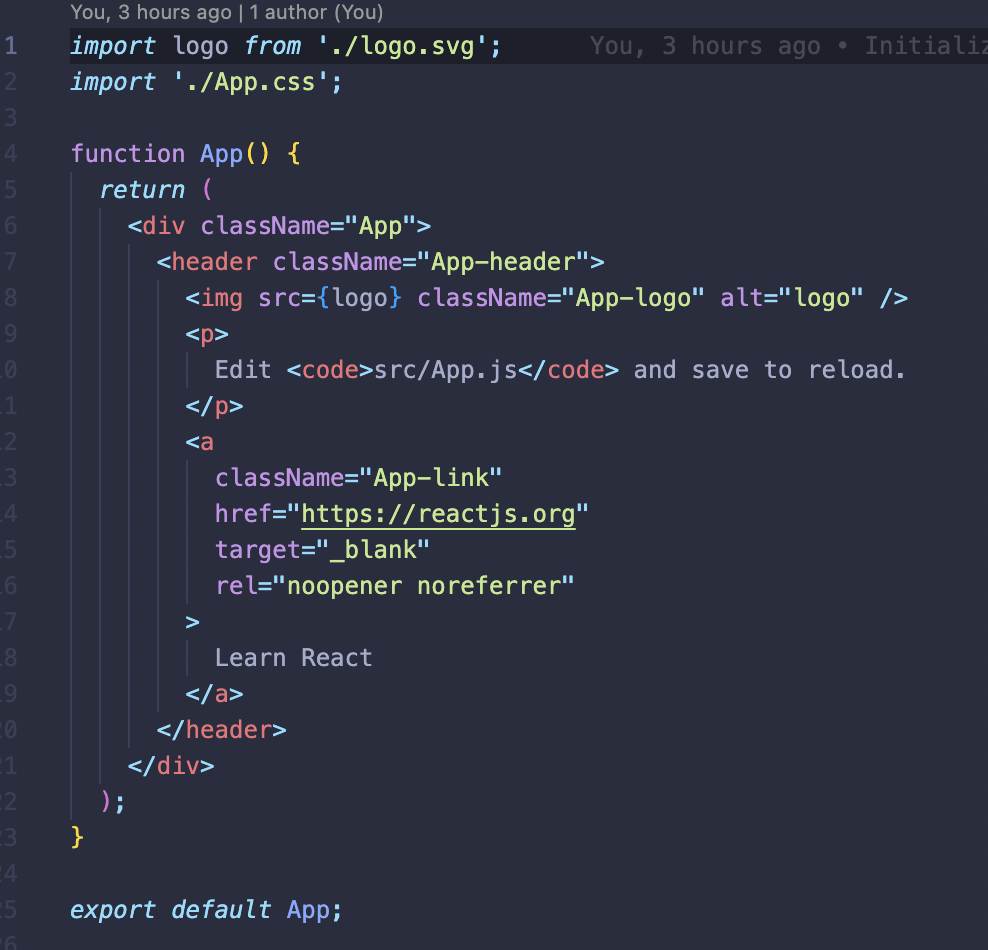 You, 3 hours ago | 1 author (You)
1 import logo from './logo.svg'; You, 3 hours ago • Initializ
2 import './App.css';
3
4 function App() {
5   return (
6     <div className="App">
7       <header className="App-header">
8         <img src={logo} className="App-logo" alt="logo" />
9         <p>
10           Edit <code>src/App.js</code> and save to reload.
11         </p>
12         <a
13           className="App-link"
14           href="https://reactjs.org"
15           target="_blank"
16           rel="noopener noreferrer"
17         >
18           Learn React
19         </a>
20       </header>
21     </div>
22   );
23 }
24
25 export default App;
26